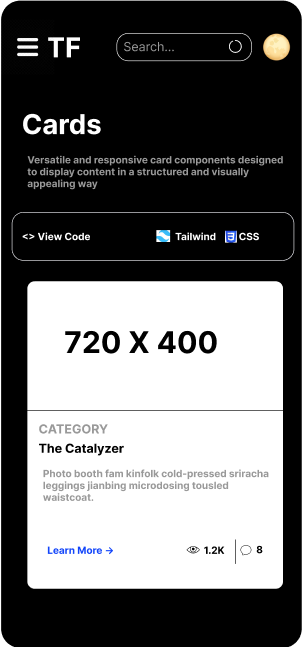 TF
Search...
Cards
Versatile and responsive card components designed
to display content in a structured and visually
appealing way
<> View Code
Tailwind
CSS
720 X 400
CATEGORY
The Catalyzer
Photo booth fam kinfolk cold-pressed sriracha
leggings jianbing microdosing tousled
waistcoat.
Learn More →
1.2K
8